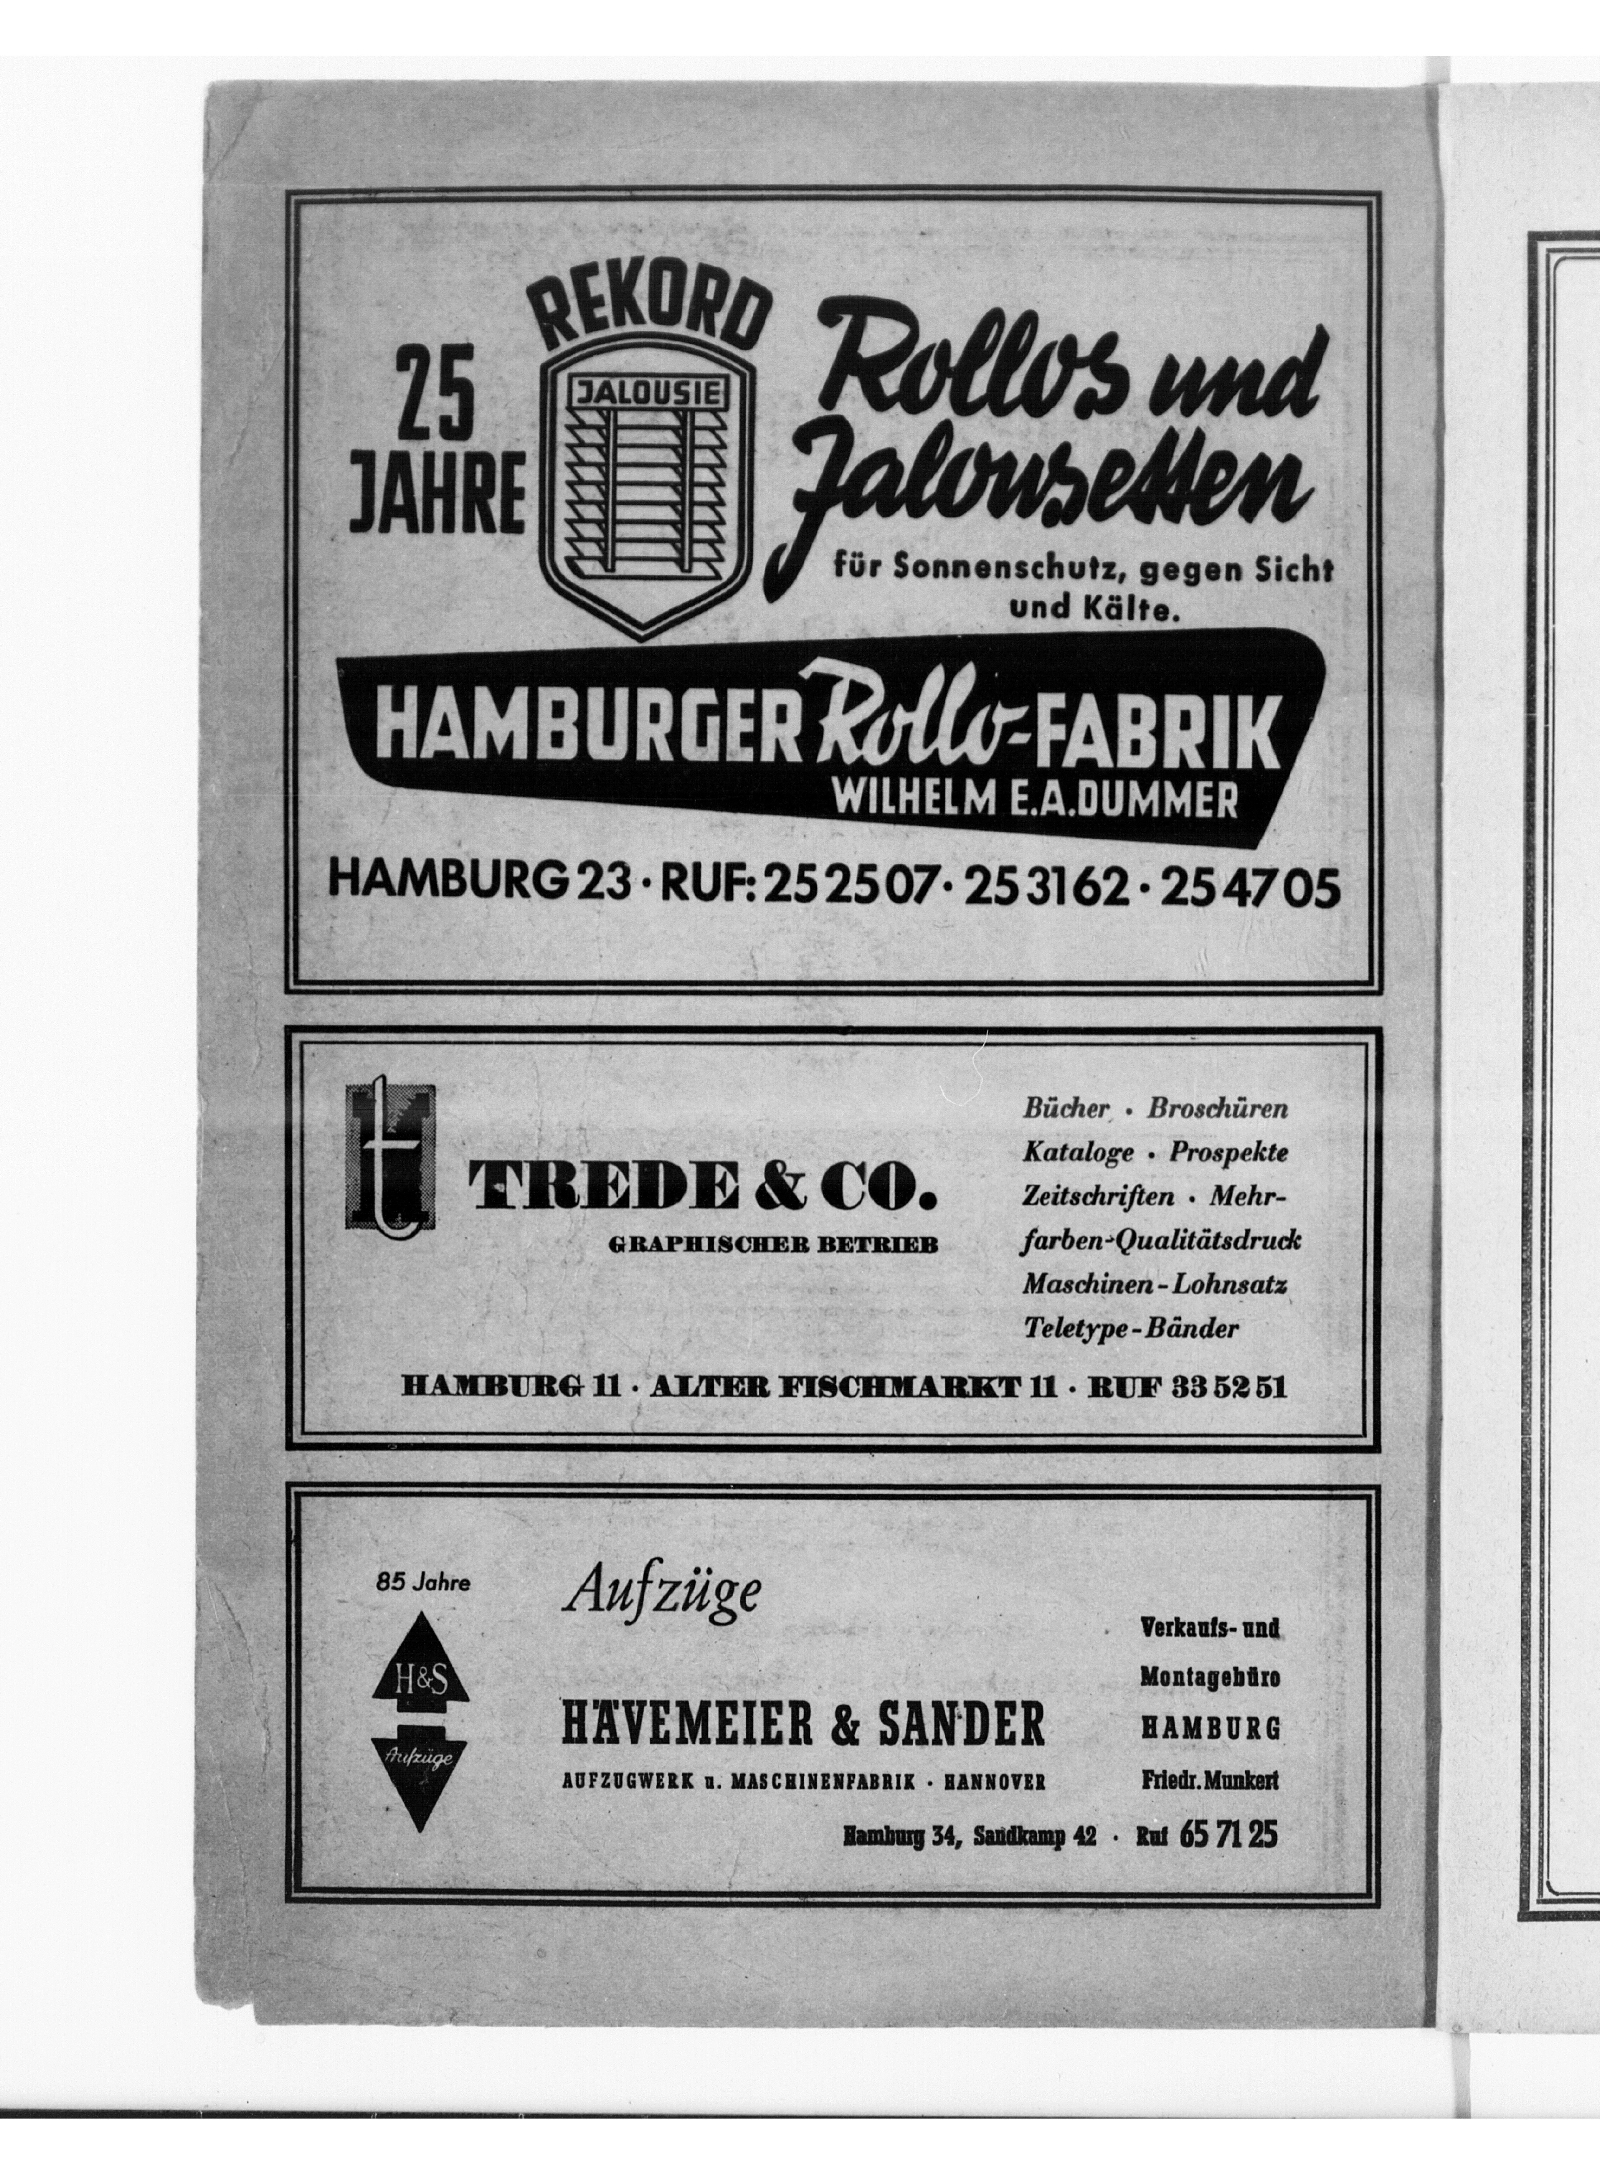 25
JAHRE
REKORD
JALOUSIE
Rollos und
Jalousetten
für Sonnenschutz, gegen Sicht
und Kälte.
HAMBURGER Rollo-FABRIK
WILHELM E.A. DUMMER
HAMBURG 23 · RUF: 25 25 07 · 25 31 62 · 25 47 05
t
TREDE & CO.
GRAPHISCHER BETRIEB
Bücher · Broschüren
Kataloge · Prospekte
Zeitschriften · Mehr-
farben-Qualitätsdruck
Maschinen-Lohnsatz
Teletype-Bänder
HAMBURG 11 · ALTER FISCHMARKT 11 · RUF 33 52 51
85 Jahre
H&S
Aufzüge
Aufzüge
HÄVEMEIER & SANDER
AUFZUGWERK u. MASCHINENFABRIK · HANNOVER
Verkaufs- und
Montagebüro
HAMBURG
Friedr. Munkert
Hamburg 34, Sandkamp 42 · Ruf 65 71 25